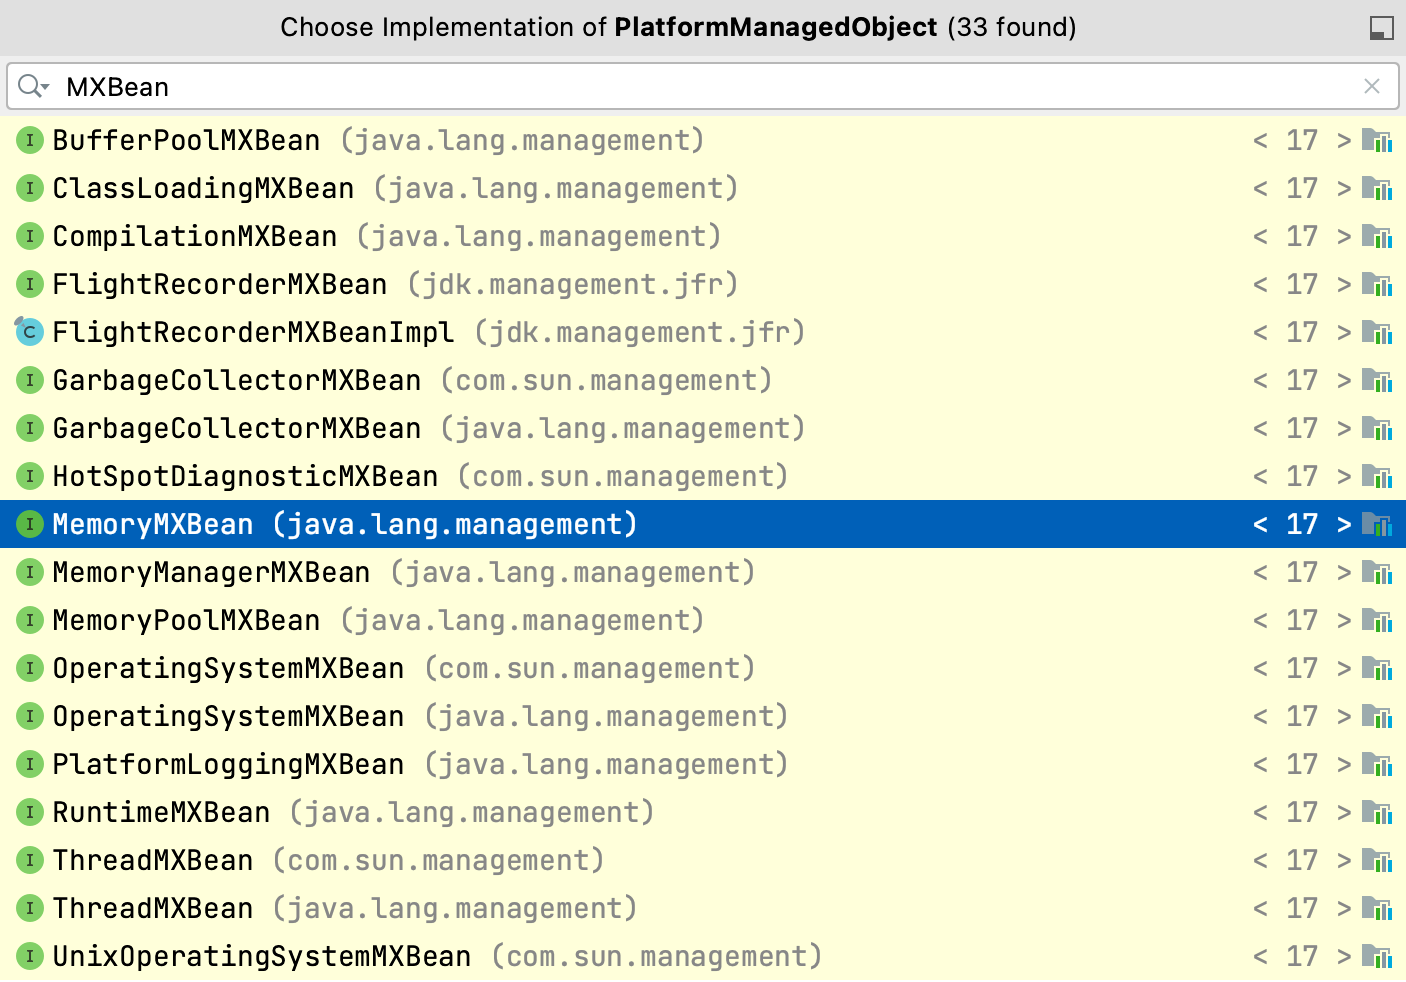 Choose Implementation of PlatformManagedObject (33 found)
MXBean
I BufferPoolMXBean (java.lang.management) < 17 >
I ClassLoadingMXBean (java.lang.management) < 17 >
I CompilationMXBean (java.lang.management) < 17 >
I FlightRecorderMXBean (jdk.management.jfr) < 17 >
C FlightRecorderMXBeanImpl (jdk.management.jfr) < 17 >
I GarbageCollectorMXBean (com.sun.management) < 17 >
I GarbageCollectorMXBean (java.lang.management) < 17 >
I HotSpotDiagnosticMXBean (com.sun.management) < 17 >
I MemoryMXBean (java.lang.management) < 17 >
I MemoryManagerMXBean (java.lang.management) < 17 >
I MemoryPoolMXBean (java.lang.management) < 17 >
I OperatingSystemMXBean (com.sun.management) < 17 >
I OperatingSystemMXBean (java.lang.management) < 17 >
I PlatformLoggingMXBean (java.lang.management) < 17 >
I RuntimeMXBean (java.lang.management) < 17 >
I ThreadMXBean (com.sun.management) < 17 >
I ThreadMXBean (java.lang.management) < 17 >
I UnixOperatingSystemMXBean (com.sun.management) < 17 >